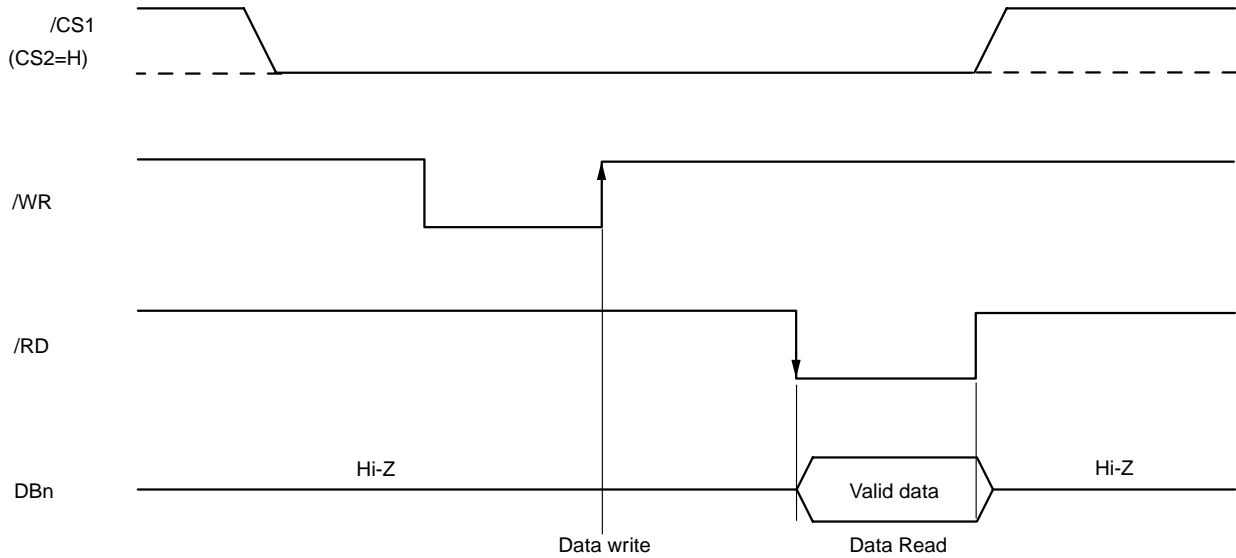 /CS1
(CS2=H)
/WR
/RD
Hi-Z
Hi-Z
DBn
Valid data
Data write
Data Read